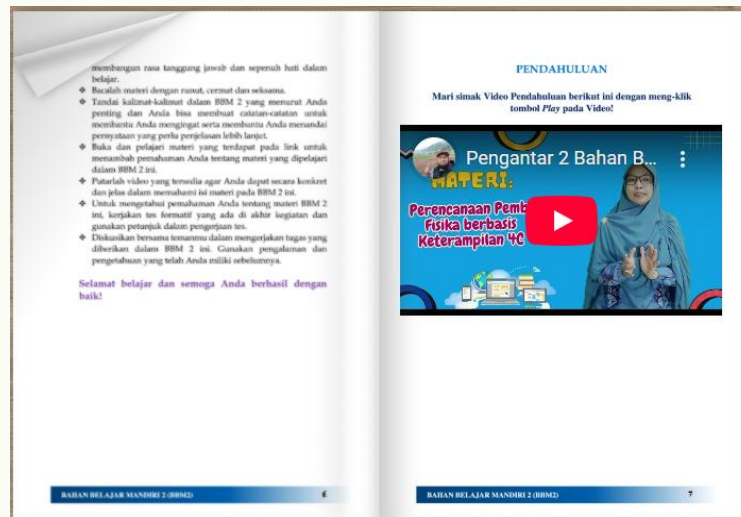 membangun rasa tanggung jawab dan sepenuh hati dalam
belajar.
❖ Bacalah materi dengan runut, cermat dan seksama.
❖ Tandai kalimat-kalimat dalam BBM 2 yang menurut Anda
penting dan Anda bisa membuat catatan-catatan untuk
membantu Anda mengingat serta membantu Anda menandai
pernyataan yang perlu penjelasan lebih lanjut.
❖ Buka dan pelajari materi yang terdapat pada link untuk
menambah pemahaman Anda tentang materi yang dipelajari
dalam BBM 2 ini.
❖ Putarlah video yang tersedia agar Anda dapat secara konkret
dan jelas dalam memahami isi materi pada BBM 2 ini.
❖ Untuk mengetahui pemahaman Anda tentang materi BBM 2
ini, kerjakan tes formatif yang ada di akhir kegiatan dan
gunakan petunjuk dalam pengerjaan tes.
❖ Diskusikan bersama temanmu dalam mengerjakan tugas yang
diberikan dalam BBM 2 ini. Gunakan pengalaman dan
pengetahuan yang telah Anda miliki sebelumnya.
Selamat belajar dan semoga Anda berhasil dengan
baik!
BAHAN BELAJAR MANDIRI 2 (BBM2) 6
PENDAHULUAN
Mari simak Video Pendahuluan berikut ini dengan meng-klik
tombol Play pada Video!
Pengantar 2 Bahan B...
MATERI:
Perencanaan Pemb
Fisika berbasis
Keterampilan 4C
BAHAN BELAJAR MANDIRI 2 (BBM2) 7